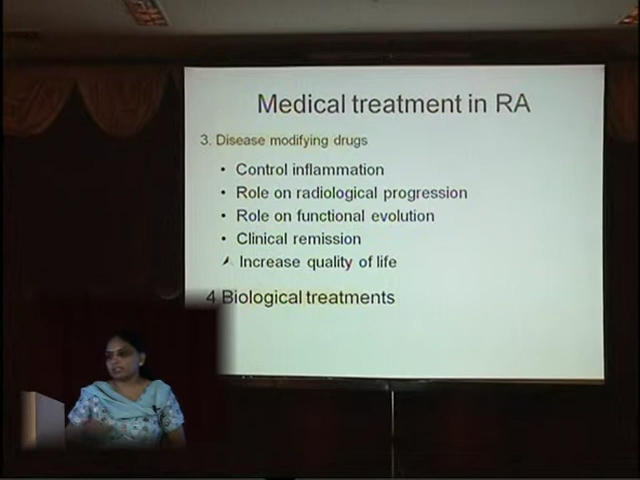 Medical treatment in RA
3. Disease modifying drugs
• Control inflammation
• Role on radiological progression
• Role on functional evolution
• Clinical remission
Increase quality of life
4 Biological treatments